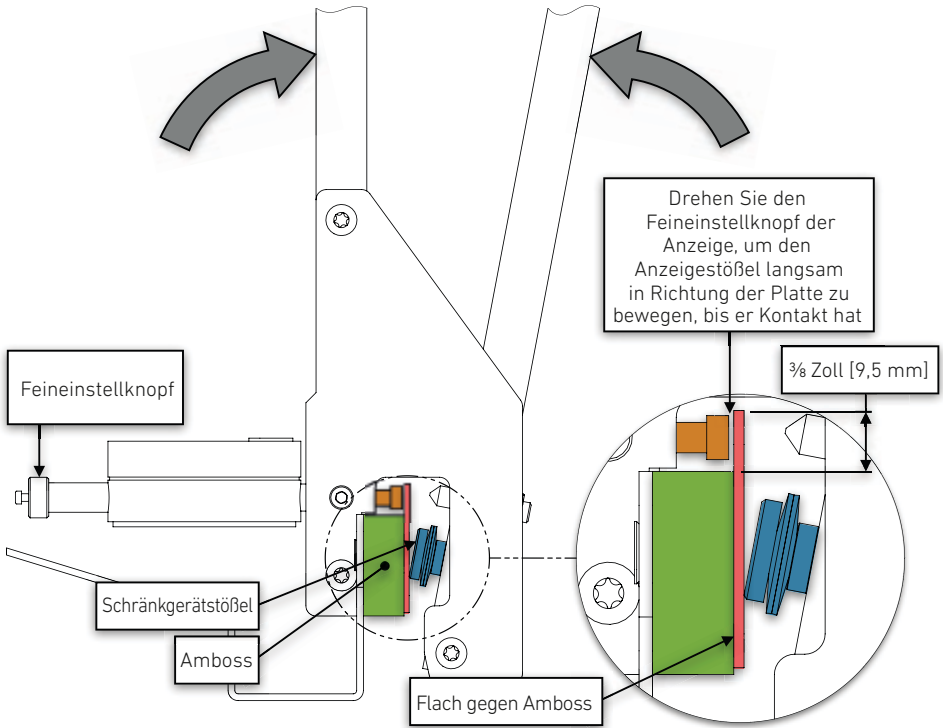 Drehen Sie den
Feineinstellknopf der
Anzeige, um den
Anzeigestößel langsam
in Richtung der Platte zu
bewegen, bis er Kontakt hat
Feineinstellknopf
⅜ Zoll [9,5 mm]
Schränkgerätstößel
Amboss
Flach gegen Amboss